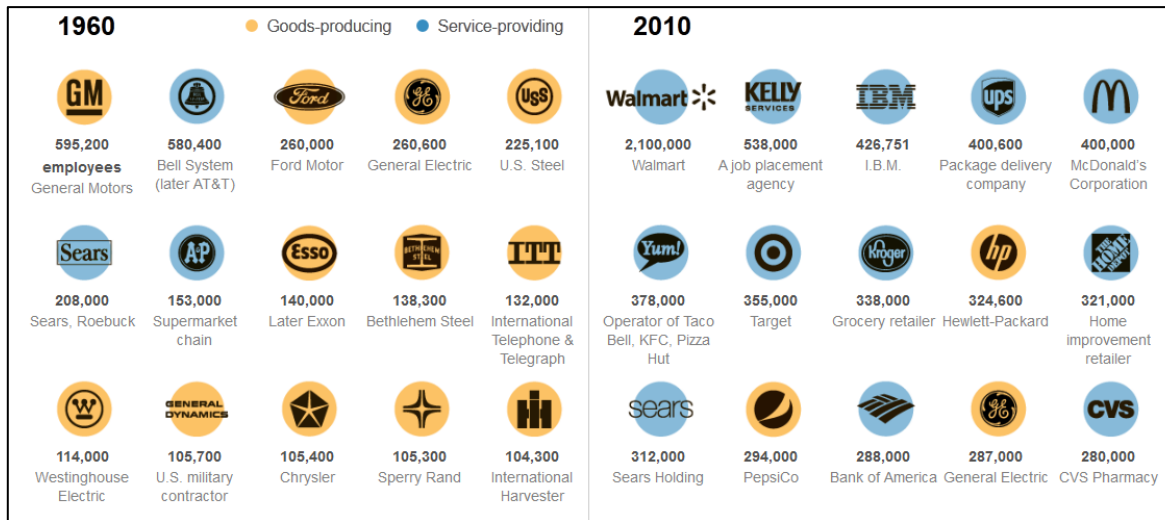 1960
Goods-producing
Service-providing
2010
GM
Ford
GE
USS
Walmart
KELLY
SERVICES
IBM
ups
M
595,200
580,400
260,000
260,600
225,100
2,100,000
538,000
426,751
400,600
400,000
employees
General Motors
Bell System
(later AT&T)
Ford Motor
General Electric
U.S. Steel
Walmart
A job placement
agency
I.B.M.
Package delivery
company
McDonald's
Corporation
Sears
A&P
Esso
BETHLEHEM
STEEL
ITT
Yum!
Kroger
hp
THE
HOME
DEPOT
208,000
153,000
140,000
138,300
132,000
378,000
355,000
338,000
324,600
321,000
Sears, Roebuck
Supermarket
chain
Later Exxon
Bethlehem Steel
International
Telephone &
Telegraph
Operator of Taco
Bell, KFC, Pizza
Hut
Target
Grocery retailer
Hewlett-Packard
Home
improvement
retailer
W
GENERAL
DYNAMICS
sears
GE
CVS
114,000
105,700
105,400
105,300
104,300
312,000
294,000
288,000
287,000
280,000
Westinghouse
Electric
U.S. military
contractor
Chrysler
Sperry Rand
International
Harvester
Sears Holding
PepsiCo
Bank of America
General Electric
CVS Pharmacy